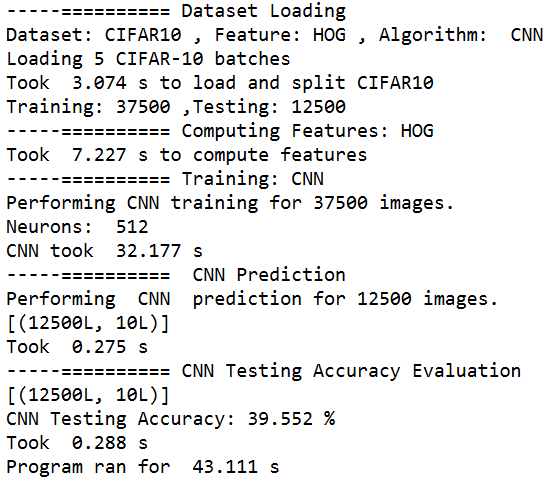 -----========== Dataset Loading
Dataset: CIFAR10 , Feature: HOG , Algorithm:  CNN
Loading 5 CIFAR-10 batches
Took  3.074 s to load and split CIFAR10
Training: 37500 ,Testing: 12500
-----========== Computing Features: HOG
Took  7.227 s to compute features
-----========== Training: CNN
Performing CNN training for 37500 images.
Neurons:  512
CNN took  32.177 s
-----==========  CNN Prediction
Performing  CNN  prediction for 12500 images.
[(12500L, 10L)]
Took  0.275 s
-----========== CNN Testing Accuracy Evaluation
[(12500L, 10L)]
CNN Testing Accuracy: 39.552 %
Took  0.288 s
Program ran for  43.111 s